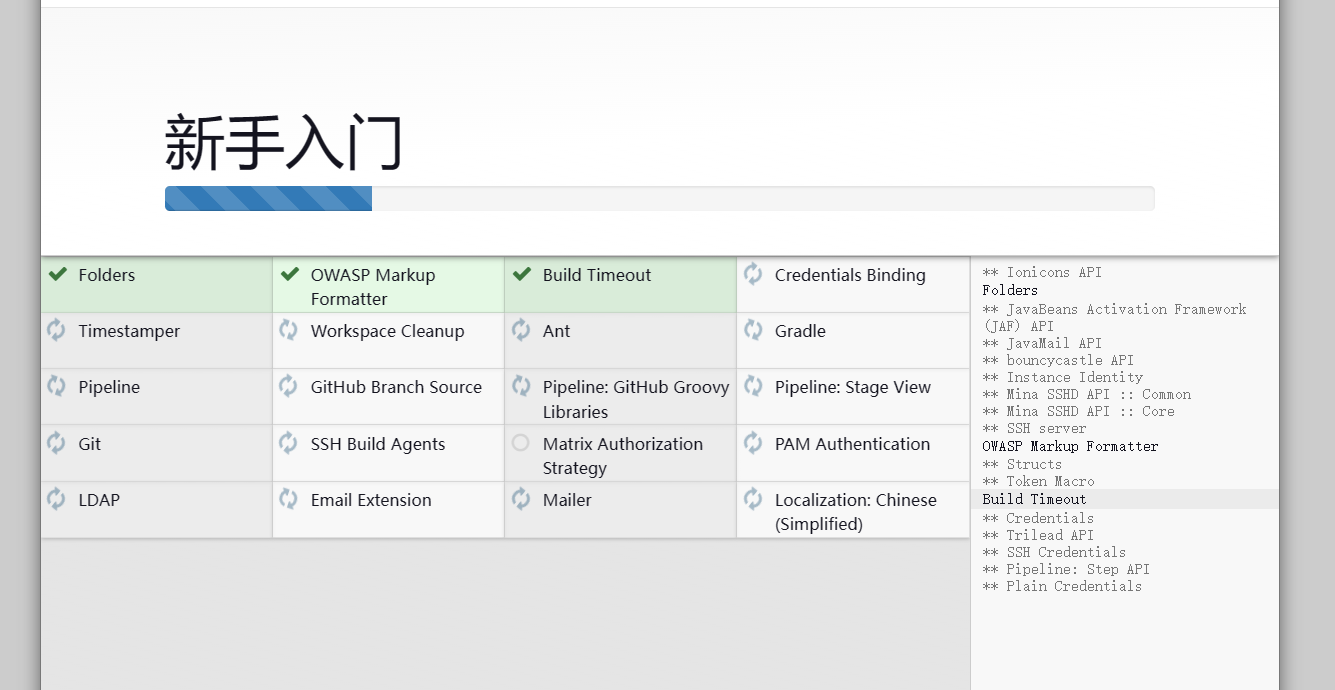 新手入门
Folders
OWASP Markup
Formatter
Build Timeout
Credentials Binding
Timestamper
Workspace Cleanup
Ant
Gradle
Pipeline
GitHub Branch Source
Pipeline: GitHub Groovy
Libraries
Pipeline: Stage View
Git
SSH Build Agents
Matrix Authorization
Strategy
PAM Authentication
LDAP
Email Extension
Mailer
Localization: Chinese
(Simplified)
** Ionicons API
Folders
** JavaBeans Activation Framework
(JAF) API
** JavaMail API
** bouncycastle API
** Instance Identity
** Mina SSHD API :: Common
** Mina SSHD API :: Core
** SSH server
OWASP Markup Formatter
** Structs
** Token Macro
Build Timeout
** Credentials
** Trilead API
** SSH Credentials
** Pipeline: Step API
** Plain Credentials